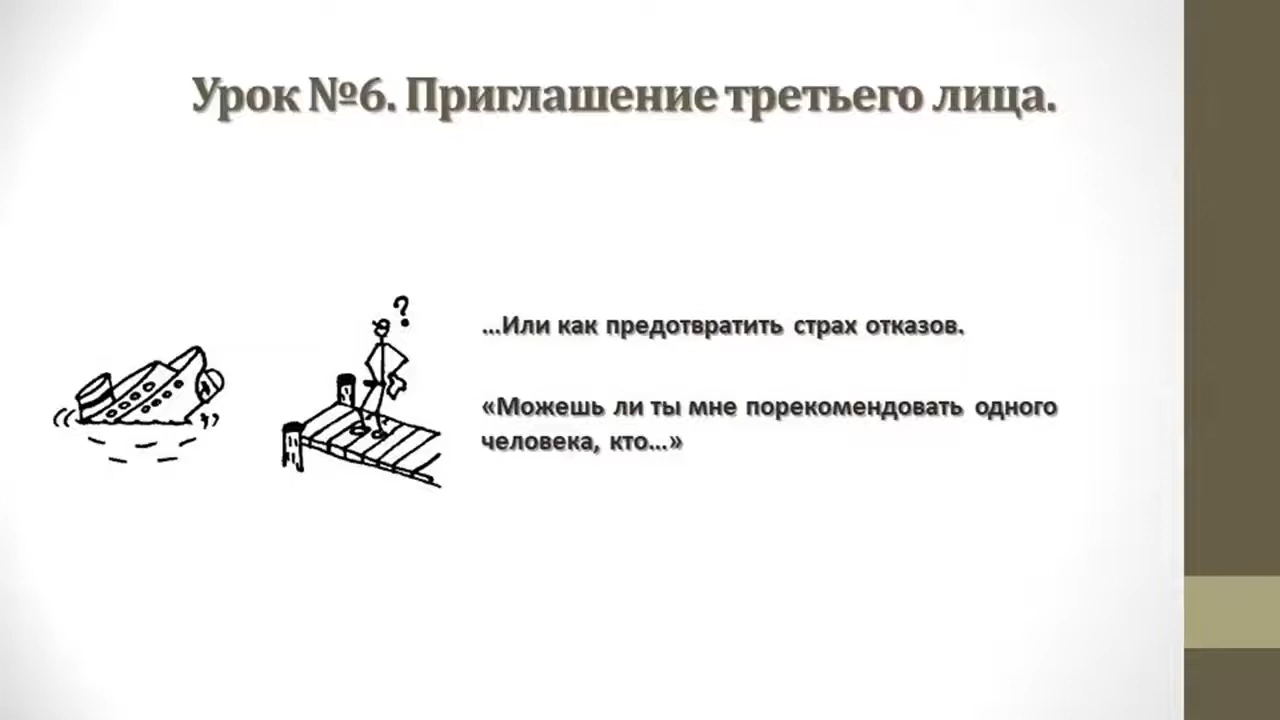 Урок №6. Приглашение третьего лица.
?
...Или как предотвратить страх отказов.
«Можешь ли ты мне порекомендовать одного
человека, кто...»